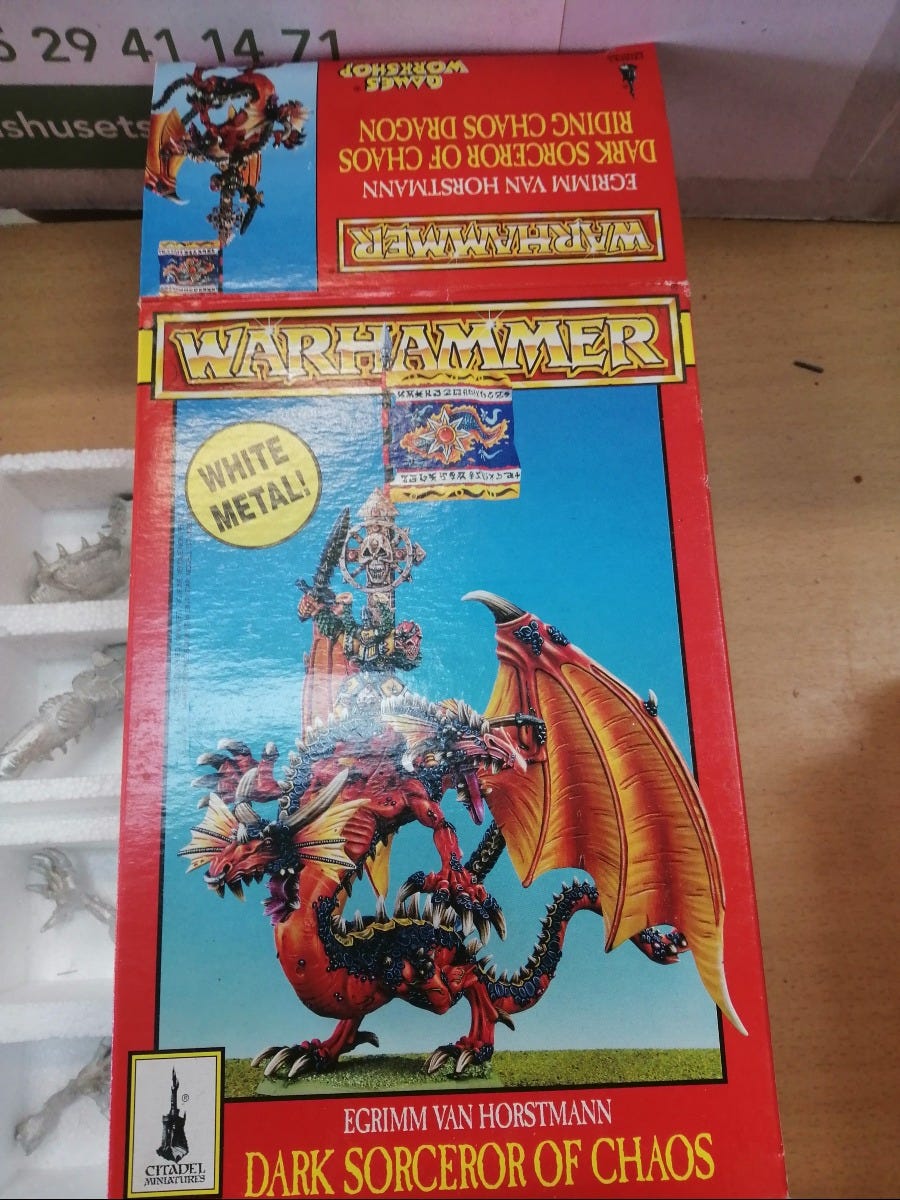 6 29 41 14 71
shusets
GAMES
WORKSHOP®
RIDING CHAOS DRAGON
DARK SORCEROR OF CHAOS
EGRIMM VAN HORSTMANN
WARHAMMER
WARHAMMER
WHITE
METAL!
®
CITADEL
MINIATURES
EGRIMM VAN HORSTMANN
DARK SORCEROR OF CHAOS